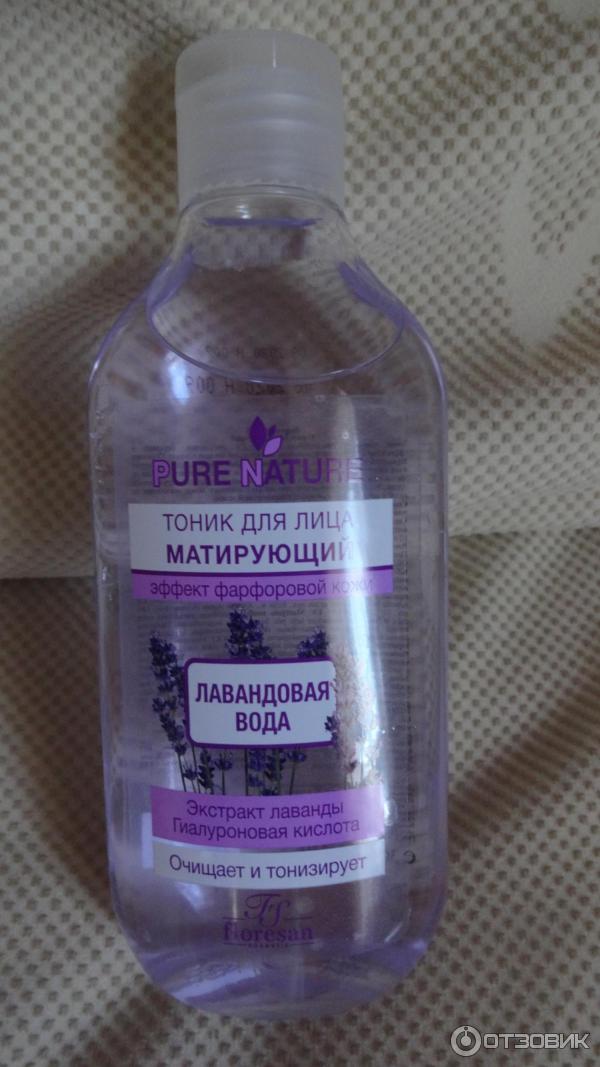 PURE NATURE
ТОНИК ДЛЯ ЛИЦА
МАТИРУЮЩИЙ
эффект фарфоровой кожи
ЛАВАНДОВАЯ
ВОДА
Экстракт лаванды
Гиалуроновая кислота
Очищает и тонизирует
floresan
ОТЗОВИК